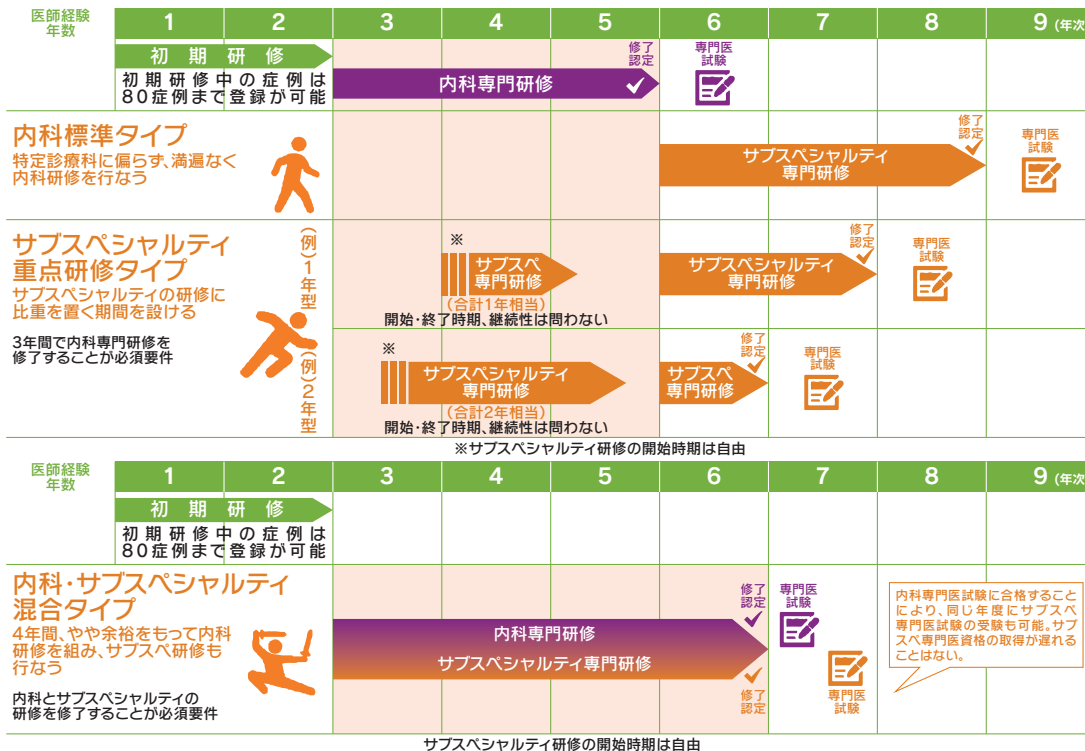 医師経験
年数
1 2 3 4 5 6 7 8 9 (年次
初期研修
初期研修中の症例は
80症例まで登録が可能
内科専門研修
修了
認定
専門医
試験
内科標準タイプ
特定診療科に偏らず、満遍なく
内科研修を行なう
サブスペシャルティ
専門研修
修了
認定
専門医
試験
サブスペシャルティ
重点研修タイプ
サブスペシャルティの研修に
比重を置く期間を設ける
3年間で内科専門研修を
修了することが必須要件
(例)1年型
※
サブスペ
専門研修
(合計1年相当)
開始・終了時期、継続性は問わない
サブスペシャルティ
専門研修
修了
認定
専門医
試験
(例)2年型
※
サブスペシャルティ
専門研修
(合計2年相当)
開始・終了時期、継続性は問わない
サブスペ
専門研修
修了
認定
専門医
試験
※サブスペシャルティ研修の開始時期は自由
医師経験
年数
1 2 3 4 5 6 7 8 9 (年次
初期研修
初期研修中の症例は
80症例まで登録が可能
内科・サブスペシャルティ
混合タイプ
4年間、やや余裕をもって内科
研修を組み、サブスペ研修も
行なう
内科とサブスペシャルティの
研修を修了することが必須要件
内科専門研修
サブスペシャルティ専門研修
修了
認定
修了
認定
専門医
試験
専門医
試験
内科専門医試験に合格すること
により、同じ年度にサブスペ
専門医試験の受験も可能。サブ
スペ専門医資格の取得が遅れる
ことはない。
サブスペシャルティ研修の開始時期は自由